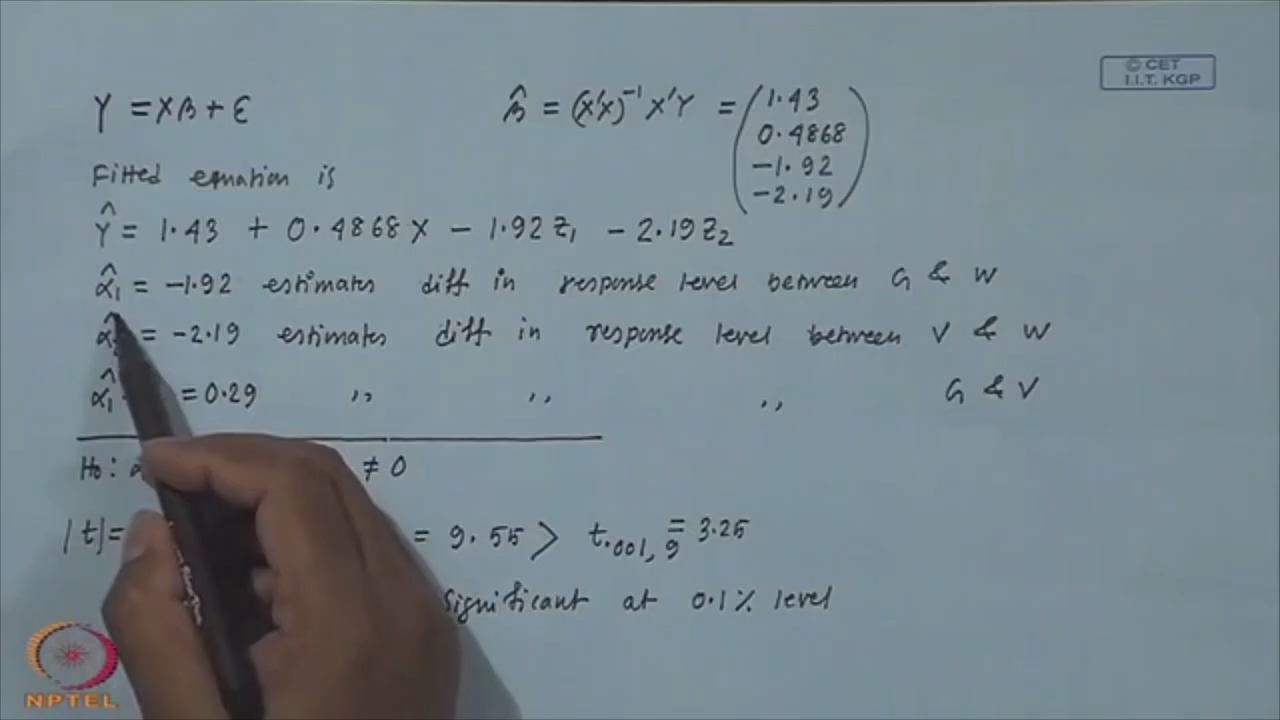 © CET
I.I.T. KGP
Y = Xβ + ε β̂ = (X'X)⁻¹ X'Y = (1.43
0.4868
-1.92
-2.19)
Fitted equation is
Ŷ = 1.43 + 0.4868 X - 1.92 Z₁ - 2.19 Z₂
α̂₁ = -1.92 estimates diff in response level between G & W
α̂₂ = -2.19 estimates diff in response level between V & W
α̂₁ = 0.29 ,, ,, ,, G & V
H₀ : ≠ 0
|t| = = 9.55 > t.001, 9 = 3.25
significant at 0.1% level
NPTEL